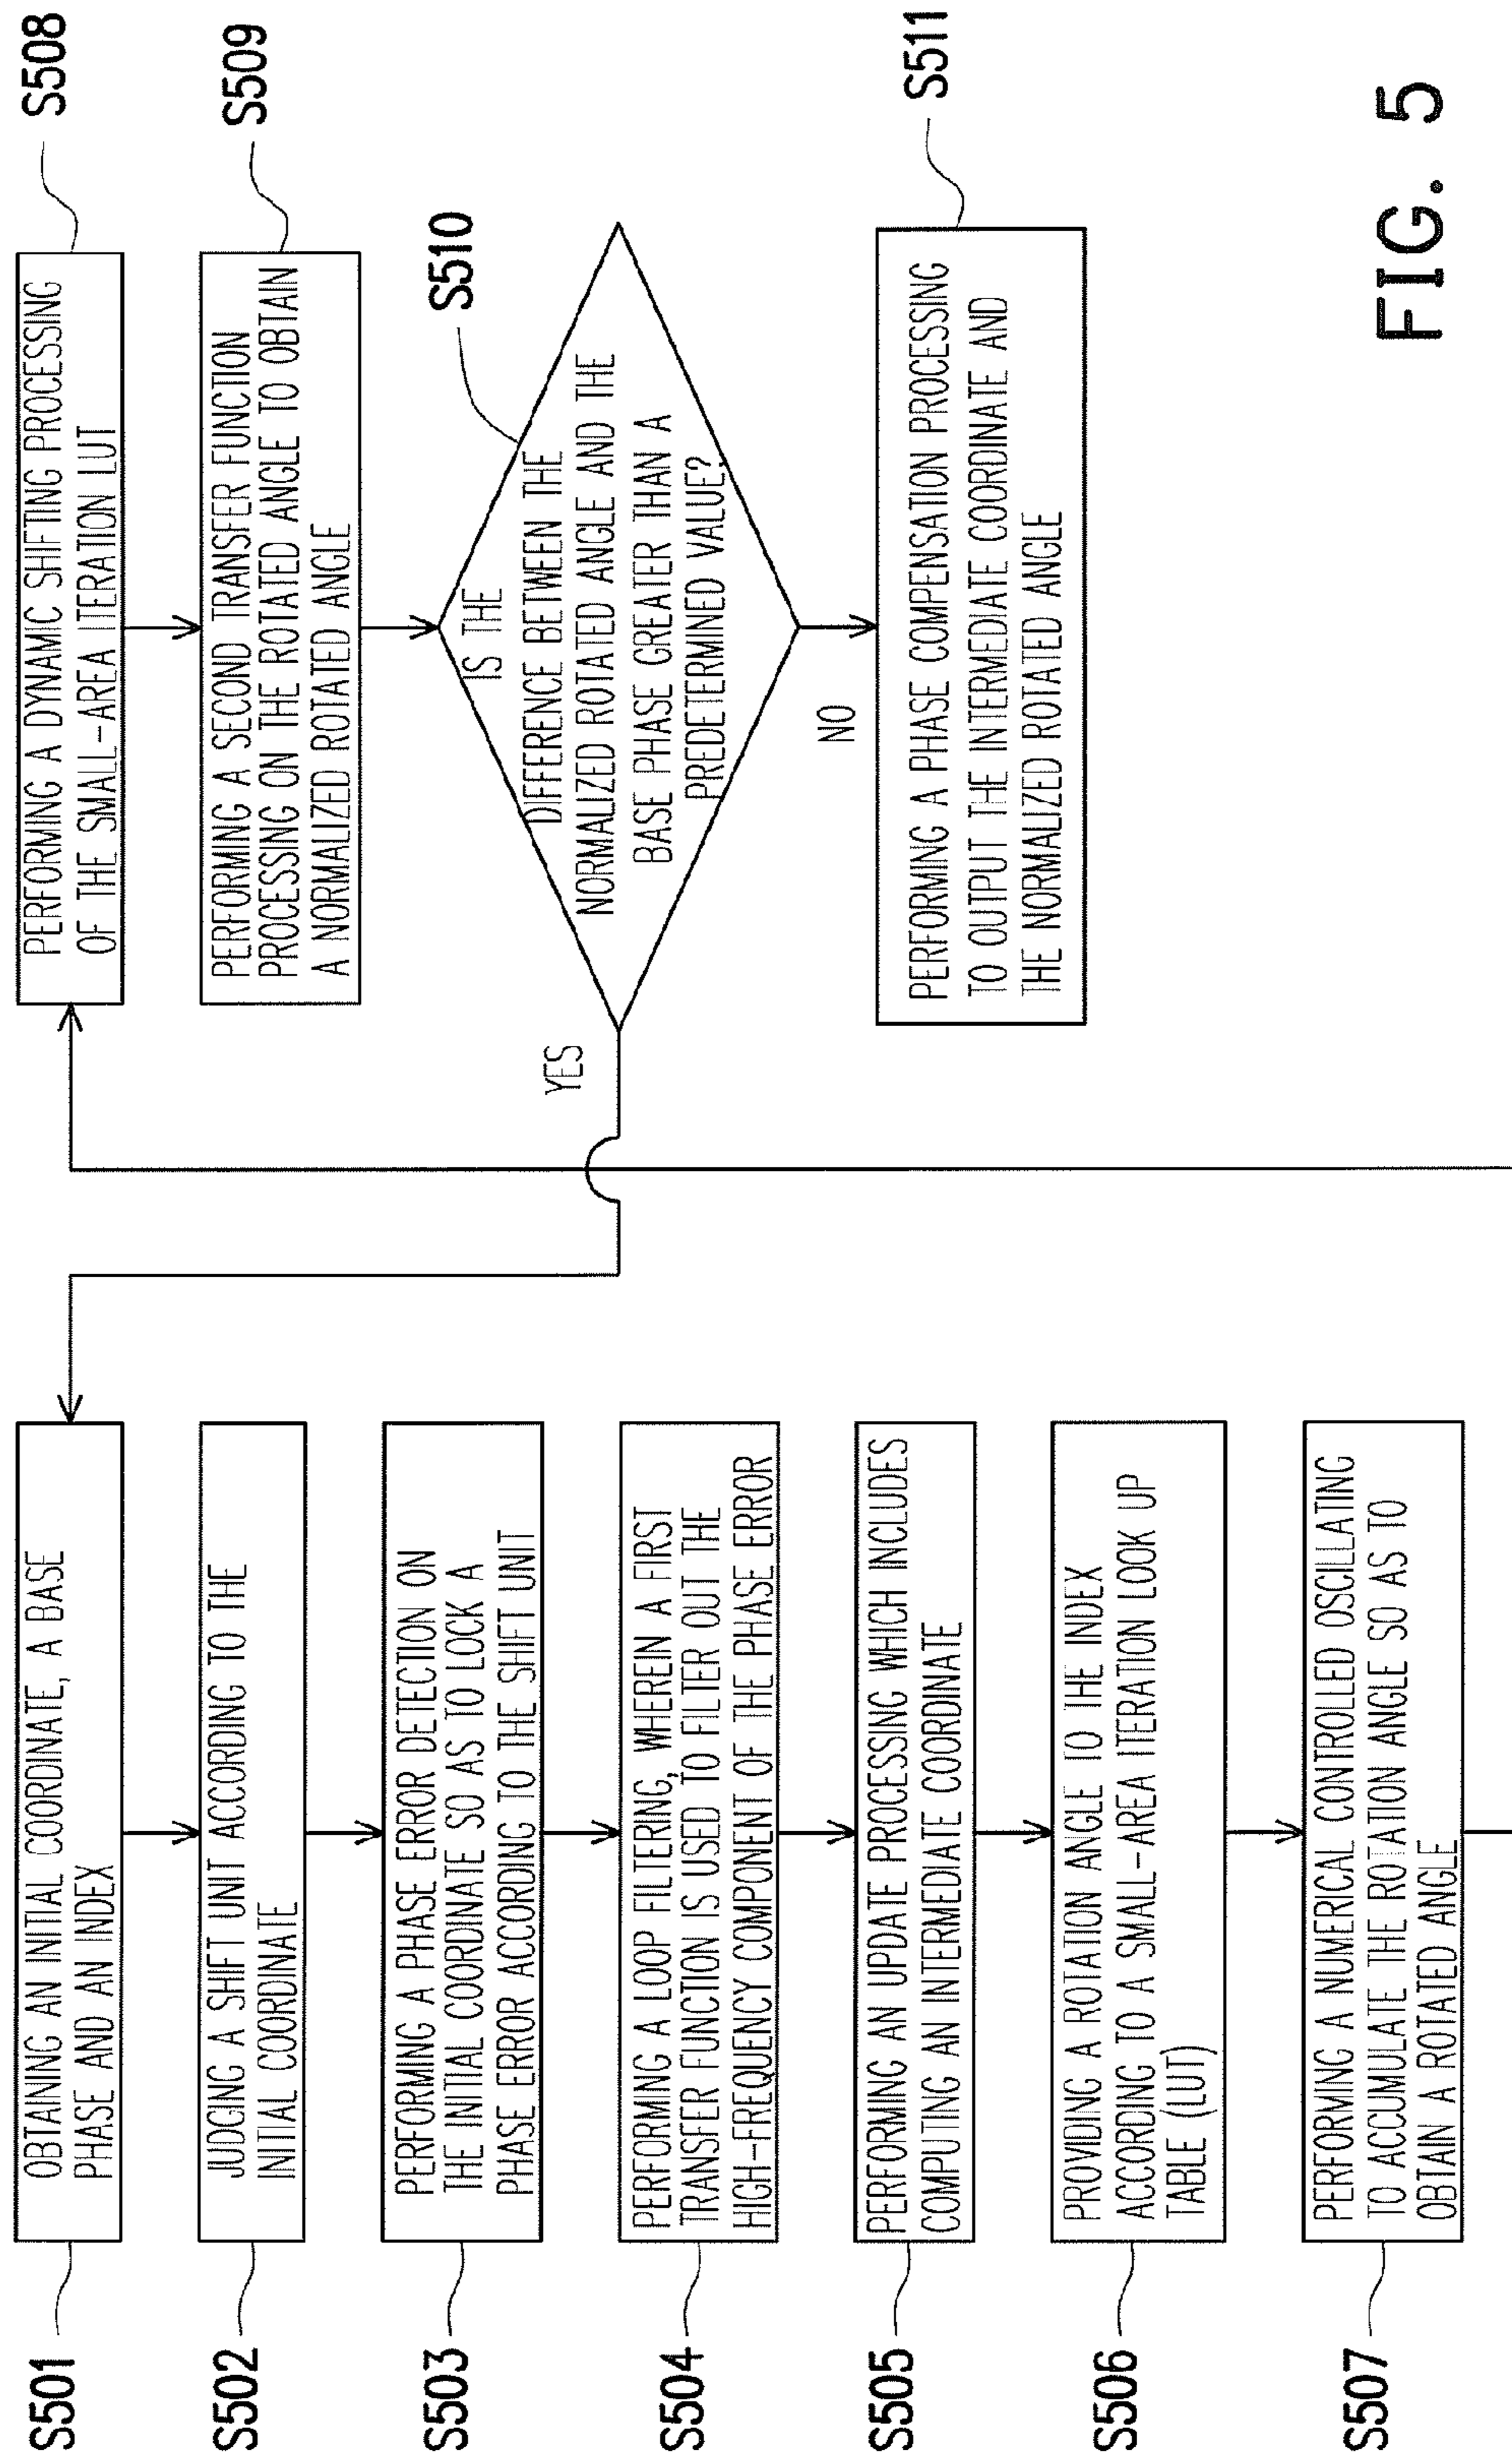 S501
OBTAINING AN INITIAL COORDINATE, A BASE
PHASE AND AN INDEX
S502
JUDGING A SHIFT UNIT ACCORDING TO THE
INITIAL COORDINATE
S503
PERFORMING A PHASE ERROR DETECTION ON
THE INITIAL COORDINATE SO AS TO LOCK A
PHASE ERROR ACCORDING TO THE SHIFT UNIT
S504
PERFORMING A LOOP FILTERING, WHEREIN A FIRST
TRANSFER FUNCTION IS USED TO FILTER OUT THE
HIGH-FREQUENCY COMPONENT OF THE PHASE ERROR
S505
PERFORMING AN UPDATE PROCESSING WHICH INCLUDES
COMPUTING AN INTERMEDIATE COORDINATE
S506
PROVIDING A ROTATION ANGLE TO THE INDEX
ACCORDING TO A SMALL-AREA ITERATION LOOK UP
TABLE (LUT)
S507
PERFORMING A NUMERICAL CONTROLLED OSCILLATING
TO ACCUMULATE THE ROTATION ANGLE SO AS TO
OBTAIN A ROTATED ANGLE
S508
PERFORMING A DYNAMIC SHIFTING PROCESSING
OF THE SMALL-AREA ITERATION LUT
S509
PERFORMING A SECOND TRANSFER FUNCTION
PROCESSING ON THE ROTATED ANGLE TO OBTAIN
A NORMALIZED ROTATED ANGLE
S510
IS THE
DIFFERENCE BETWEEN THE
NORMALIZED ROTATED ANGLE AND THE
BASE PHASE GREATER THAN A
PREDETERMINED VALUE?
YES
NO
S511
PERFORMING A PHASE COMPENSATION PROCESSING
TO OUTPUT THE INTERMEDIATE COORDINATE AND
THE NORMALIZED ROTATED ANGLE
FIG. 5